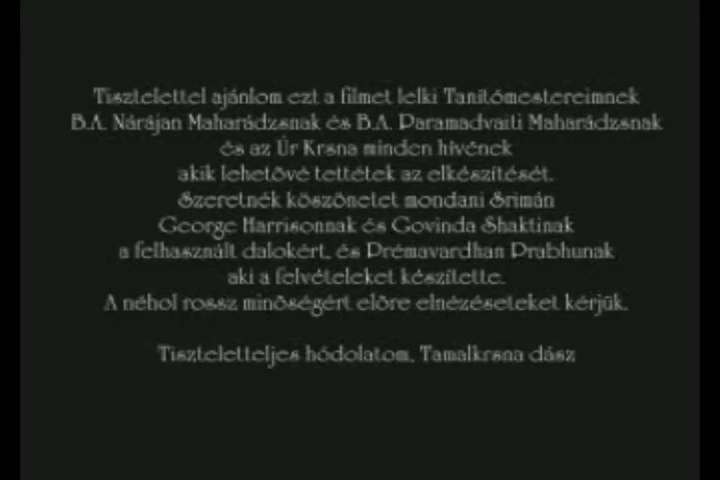 Tisztelettel ajánlom ezt a filmet lelki Tanítómestereimnek
B.A. Nárájan Maharádzsnak és B.A. Paramadvaiti Maharádzsnak
és az Úr Krsna minden hívének
akik lehetővé tettétek az elkészítését.
Szeretnék köszönetet mondani Srimán
George Harrisonnak és Govinda Shaktinak
a felhasznált dalokért, és Prémavardhan Prabhunak
aki a felvételeket készítette.
A néhol rossz minőségért előre elnézéseteket kérjük.
Tiszteletteljes hódolatom, Tamalkrsna dász